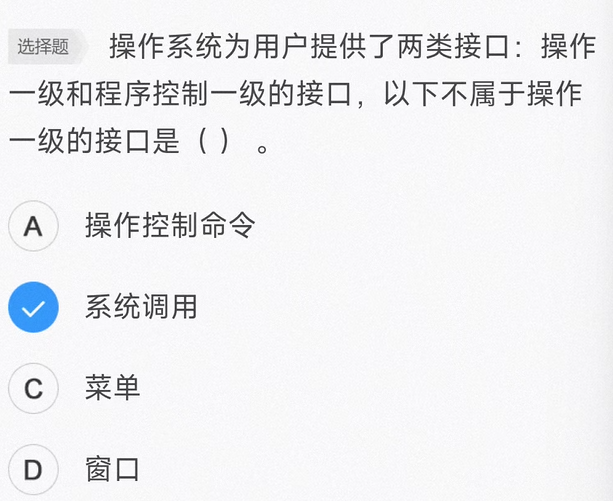 选择题 操作系统为用户提供了两类接口：操作
一级和程序控制一级的接口，以下不属于操作
一级的接口是（ ） 。
A 操作控制命令
系统调用
C 菜单
D 窗口